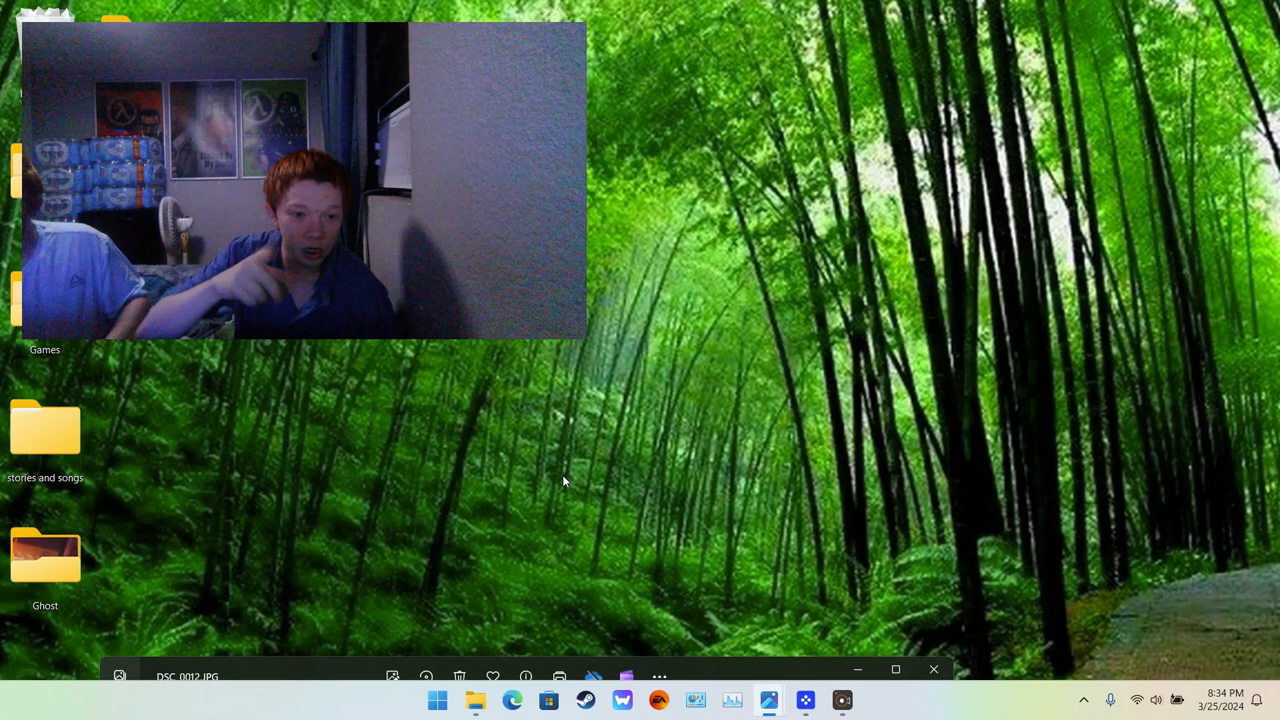 Games
stories and songs
Ghost
DSC_0012.JPG
8:34 PM
3/25/2024